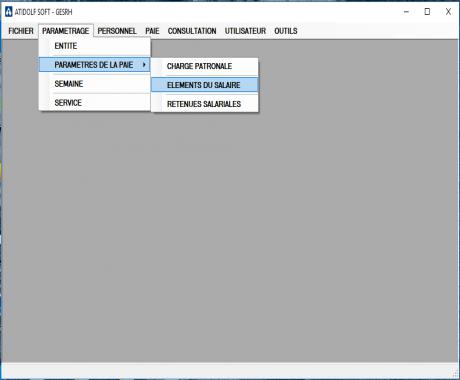 ATIDOLF SOFT - GESRH
FICHIER PARAMETRAGE PERSONNEL PAIE CONSULTATION UTILISATEUR OUTILS
ENTITE
PARAMETRES DE LA PAIE
SEMAINE
SERVICE
CHARGE PATRONALE
ELEMENTS DU SALAIRE
RETENUES SALARIALES